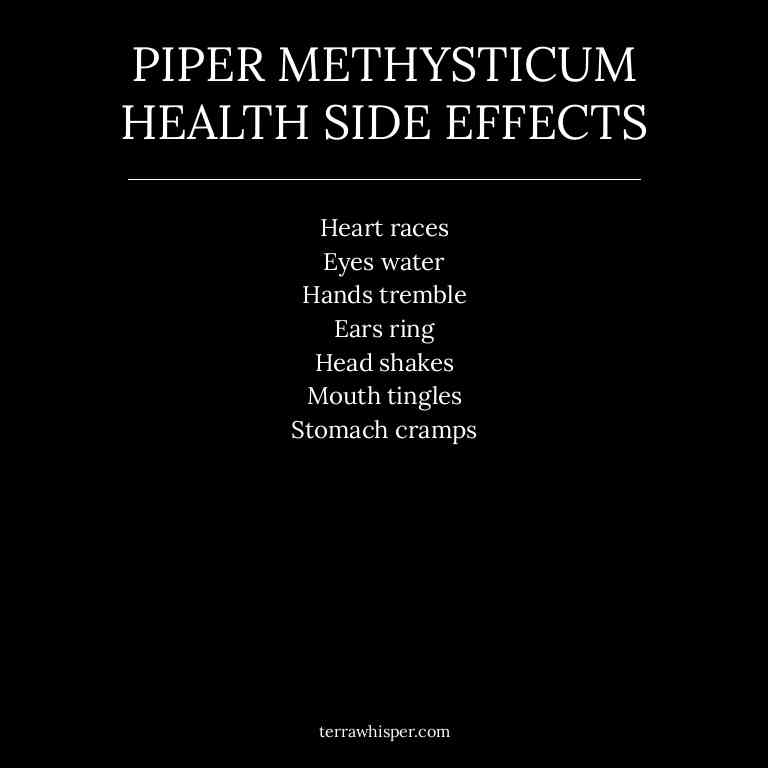 PIPER METHYSTICUM
HEALTH SIDE EFFECTS
Heart races
Eyes water
Hands tremble
Ears ring
Head shakes
Mouth tingles
Stomach cramps
terrawhisper.com